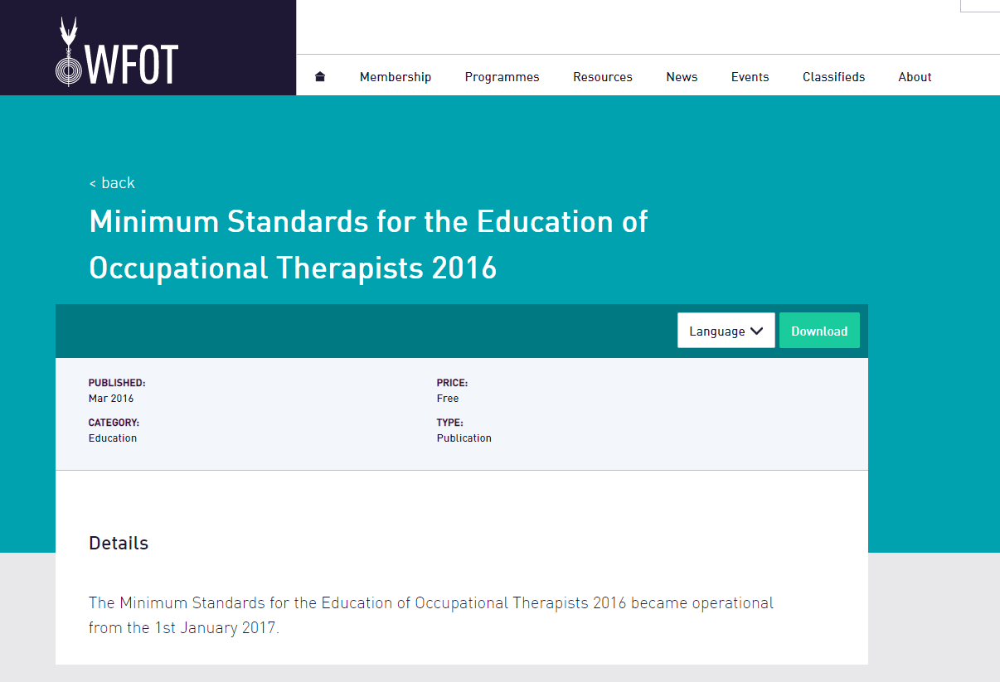 WFOT
Membership Programmes Resources News Events Classifieds About
< back
Minimum Standards for the Education of
Occupational Therapists 2016
Language Download
PUBLISHED:
Mar 2016
PRICE:
Free
CATEGORY:
Education
TYPE:
Publication
Details
The Minimum Standards for the Education of Occupational Therapists 2016 became operational
from the 1st January 2017.